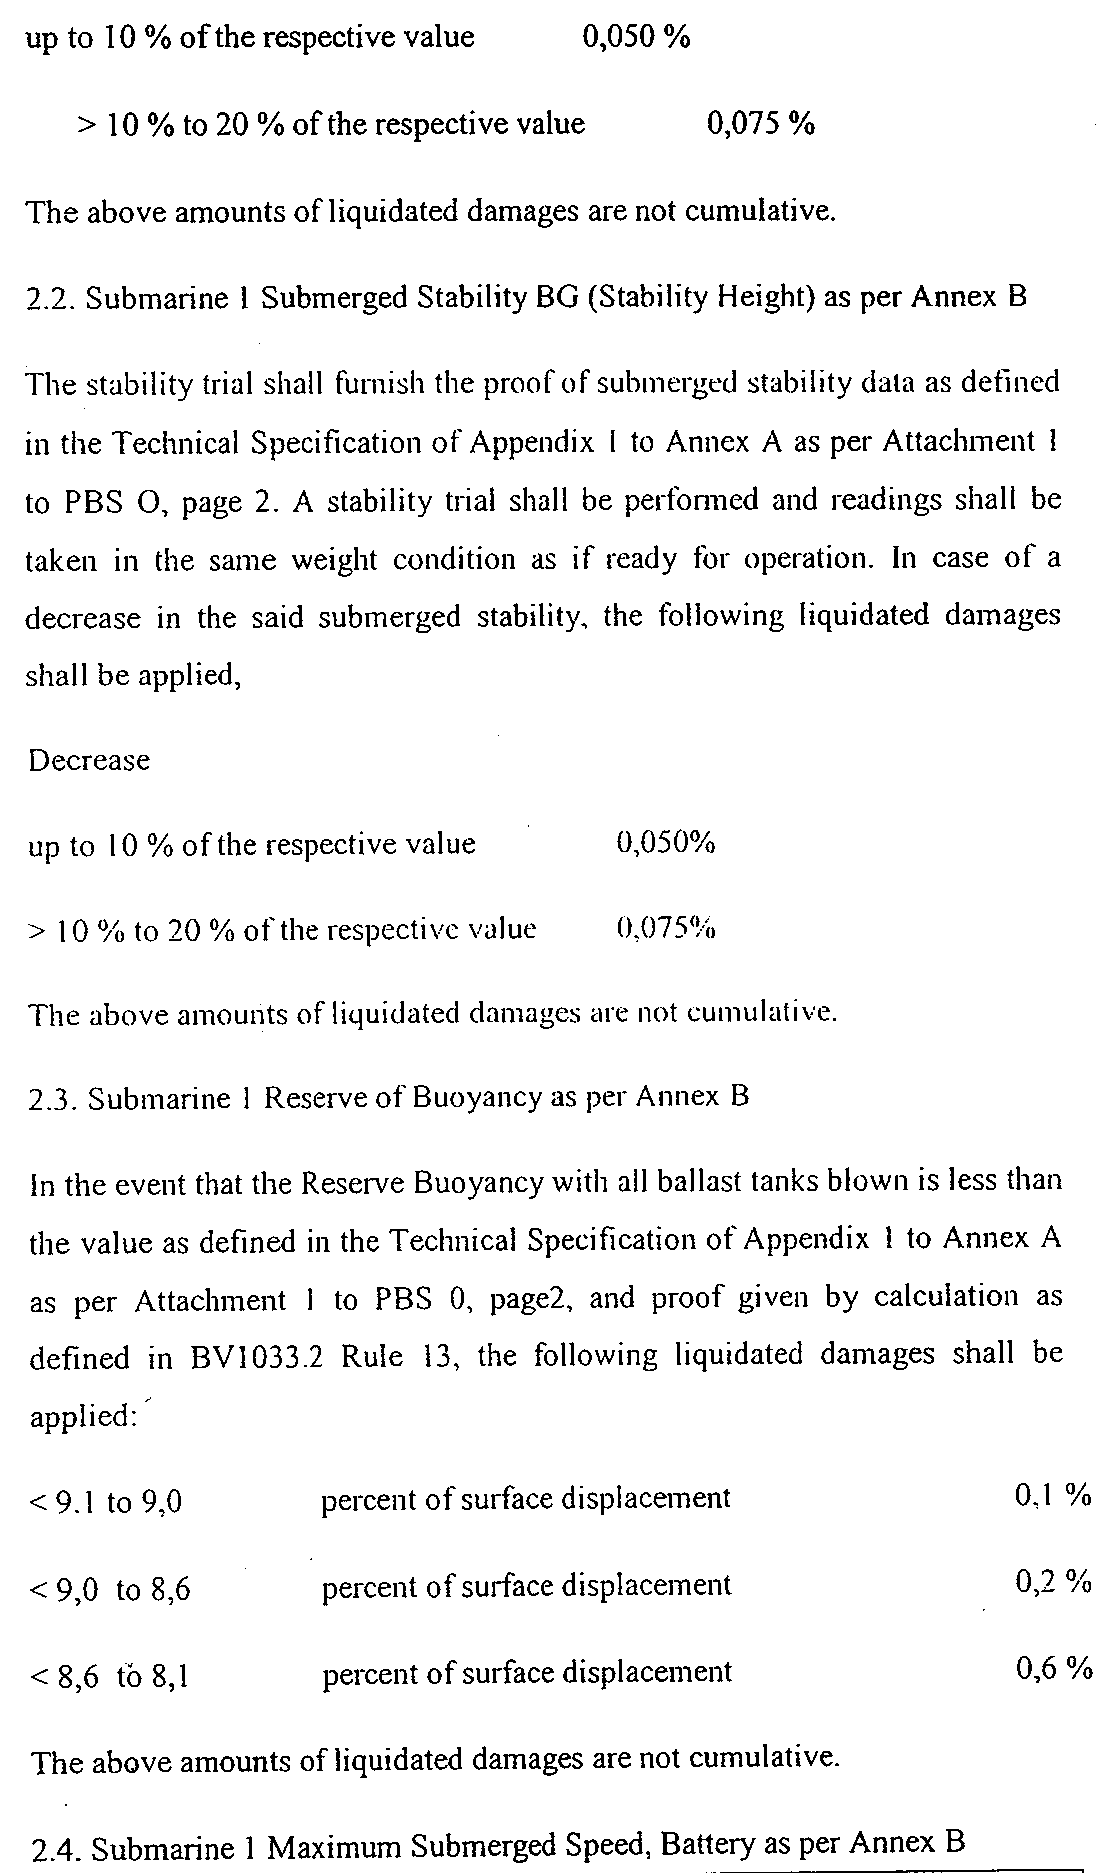 up to 10 % of the respective value 0,050 %
> 10 % to 20 % of the respective value 0,075 %
The above amounts of liquidated damages are not cumulative.
2.2. Submarine 1 Submerged Stability BG (Stability Height) as per Annex B
The stability trial shall furnish the proof of submerged stability data as defined
in the Technical Specification of Appendix 1 to Annex A as per Attachment 1
to PBS O, page 2. A stability trial shall be performed and readings shall be
taken in the same weight condition as if ready for operation. In case of a
decrease in the said submerged stability, the following liquidated damages
shall be applied,
Decrease
up to 10 % of the respective value 0,050%
> 10 % to 20 % of the respective value 0,075%
The above amounts of liquidated damages are not cumulative.
2.3. Submarine 1 Reserve of Buoyancy as per Annex B
In the event that the Reserve Buoyancy with all ballast tanks blown is less than
the value as defined in the Technical Specification of Appendix 1 to Annex A
as per Attachment 1 to PBS 0, page2, and proof given by calculation as
defined in BV1033.2 Rule 13, the following liquidated damages shall be
applied:
< 9.1 to 9,0 percent of surface displacement 0,1 %
< 9,0 to 8,6 percent of surface displacement 0,2 %
< 8,6 to 8,1 percent of surface displacement 0,6 %
The above amounts of liquidated damages are not cumulative.
2.4. Submarine 1 Maximum Submerged Speed, Battery as per Annex B